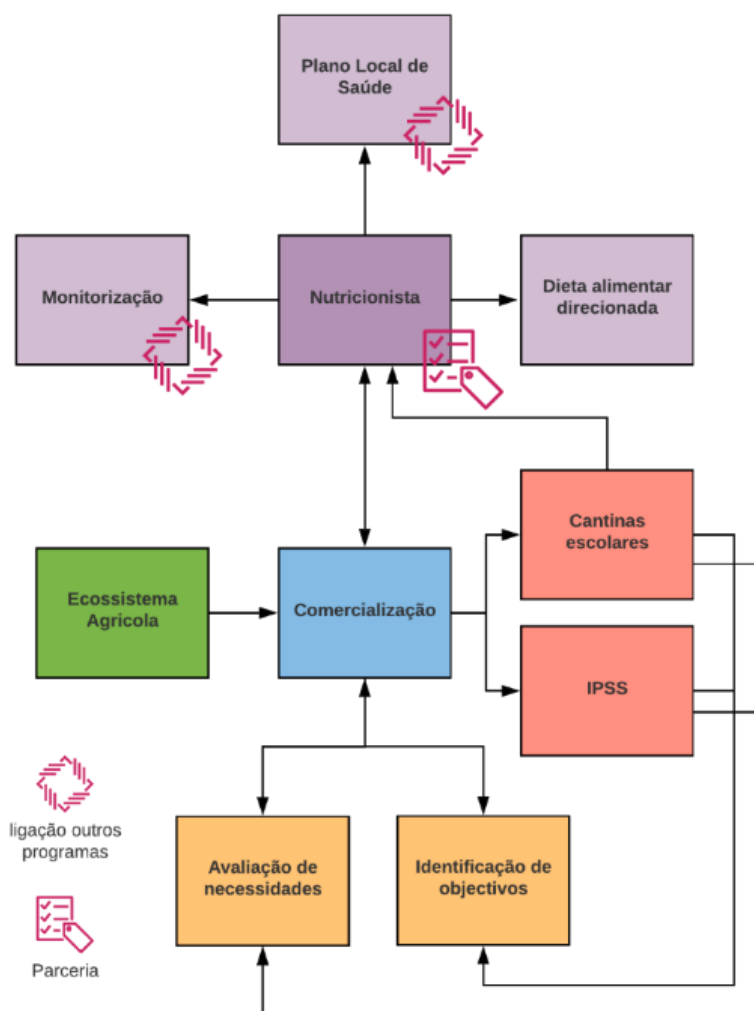 Plano Local de
Saúde
Monitorização
Nutricionista
Dieta alimentar
direcionada
Cantinas
escolares
Ecossistema
Agricola
Comercialização
IPSS
ligação outros
programas
Avaliação de
necessidades
Identificação de
objectivos
Parceria